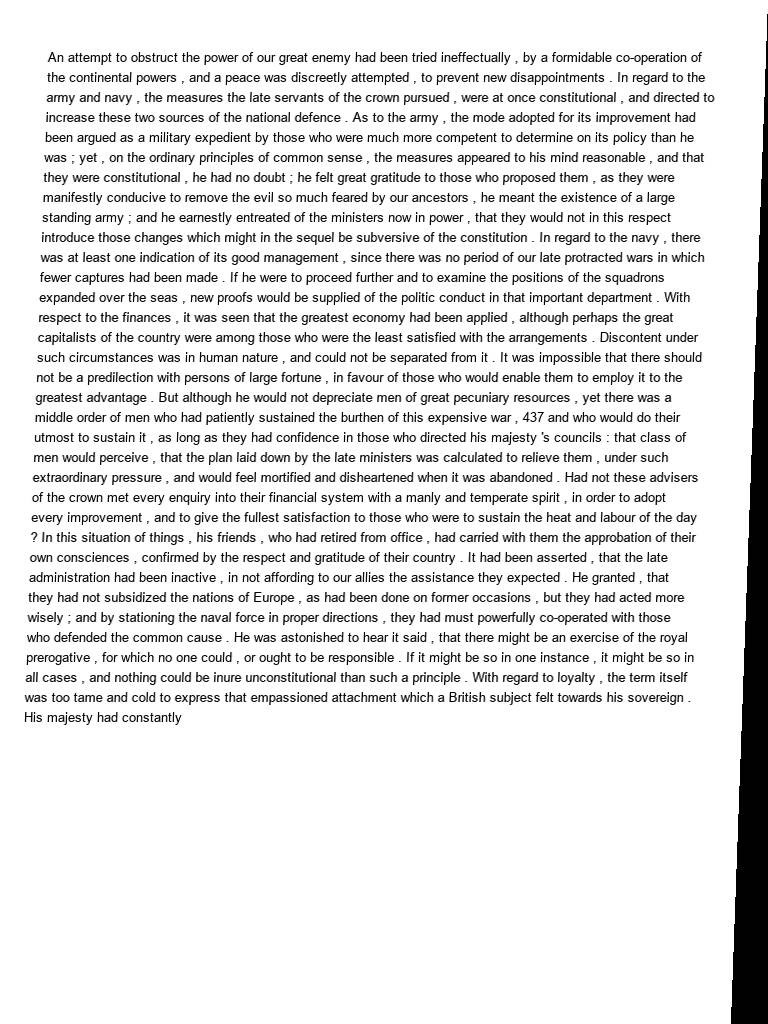 An attempt to obstruct the power of our great enemy had been tried ineffectually , by a formidable co-operation of
the continental powers , and a peace was discreetly attempted , to prevent new disappointments . In regard to the
army and navy , the measures the late servants of the crown pursued , were at once constitutional , and directed to
increase these two sources of the national defence . As to the army , the mode adopted for its improvement had
been argued as a military expedient by those who were much more competent to determine on its policy than he
was ; yet , on the ordinary principles of common sense , the measures appeared to his mind reasonable , and that
they were constitutional , he had no doubt ; he felt great gratitude to those who proposed them , as they were
manifestly conducive to remove the evil so much feared by our ancestors , he meant the existence of a large
standing army ; and he earnestly entreated of the ministers now in power , that they would not in this respect
introduce those changes which might in the sequel be subversive of the constitution . In regard to the navy , there
was at least one indication of its good management , since there was no period of our late protracted wars in which
fewer captures had been made . If he were to proceed further and to examine the positions of the squadrons
expanded over the seas , new proofs would be supplied of the politic conduct in that important department . With
respect to the finances , it was seen that the greatest economy had been applied , although perhaps the great
capitalists of the country were among those who were the least satisfied with the arrangements . Discontent under
such circumstances was in human nature , and could not be separated from it . It was impossible that there should
not be a predilection with persons of large fortune , in favour of those who would enable them to employ it to the
greatest advantage . But although he would not depreciate men of great pecuniary resources , yet there was a
middle order of men who had patiently sustained the burthen of this expensive war , 437 and who would do their
utmost to sustain it , as long as they had confidence in those who directed his majesty 's councils : that class of
men would perceive , that the plan laid down by the late ministers was calculated to relieve them , under such
extraordinary pressure , and would feel mortified and disheartened when it was abandoned . Had not these advisers
of the crown met every enquiry into their financial system with a manly and temperate spirit , in order to adopt
every improvement , and to give the fullest satisfaction to those who were to sustain the heat and labour of the day
? In this situation of things , his friends , who had retired from office , had carried with them the approbation of their
own consciences , confirmed by the respect and gratitude of their country . It had been asserted , that the late
administration had been inactive , in not affording to our allies the assistance they expected . He granted , that
they had not subsidized the nations of Europe , as had been done on former occasions , but they had acted more
wisely ; and by stationing the naval force in proper directions , they had must powerfully co-operated with those
who defended the common cause . He was astonished to hear it said , that there might be an exercise of the royal
prerogative , for which no one could , or ought to be responsible . If it might be so in one instance , it might be so in
all cases , and nothing could be inure unconstitutional than such a principle . With regard to loyalty , the term itself
was too tame and cold to express that empassioned attachment which a British subject felt towards his sovereign .
His majesty had constantly